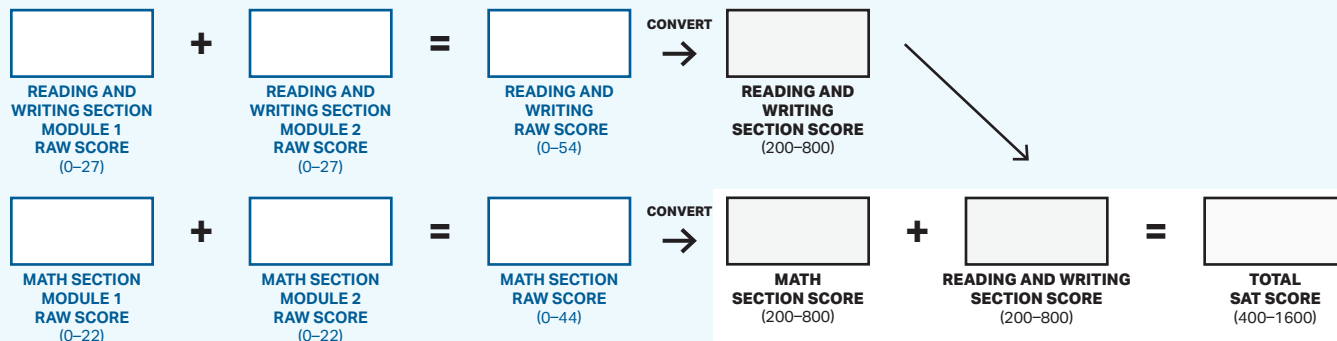 +
=
CONVERT
→
READING AND
WRITING SECTION
MODULE 1
RAW SCORE
(0–27)
READING AND
WRITING SECTION
MODULE 2
RAW SCORE
(0–27)
READING AND
WRITING
RAW SCORE
(0–54)
READING AND
WRITING
SECTION SCORE
(200–800)
+
=
CONVERT
→
+
=
MATH SECTION
MODULE 1
RAW SCORE
(0–22)
MATH SECTION
MODULE 2
RAW SCORE
(0–22)
MATH SECTION
RAW SCORE
(0–44)
MATH
SECTION SCORE
(200–800)
READING AND WRITING
SECTION SCORE
(200–800)
TOTAL
SAT SCORE
(400–1600)